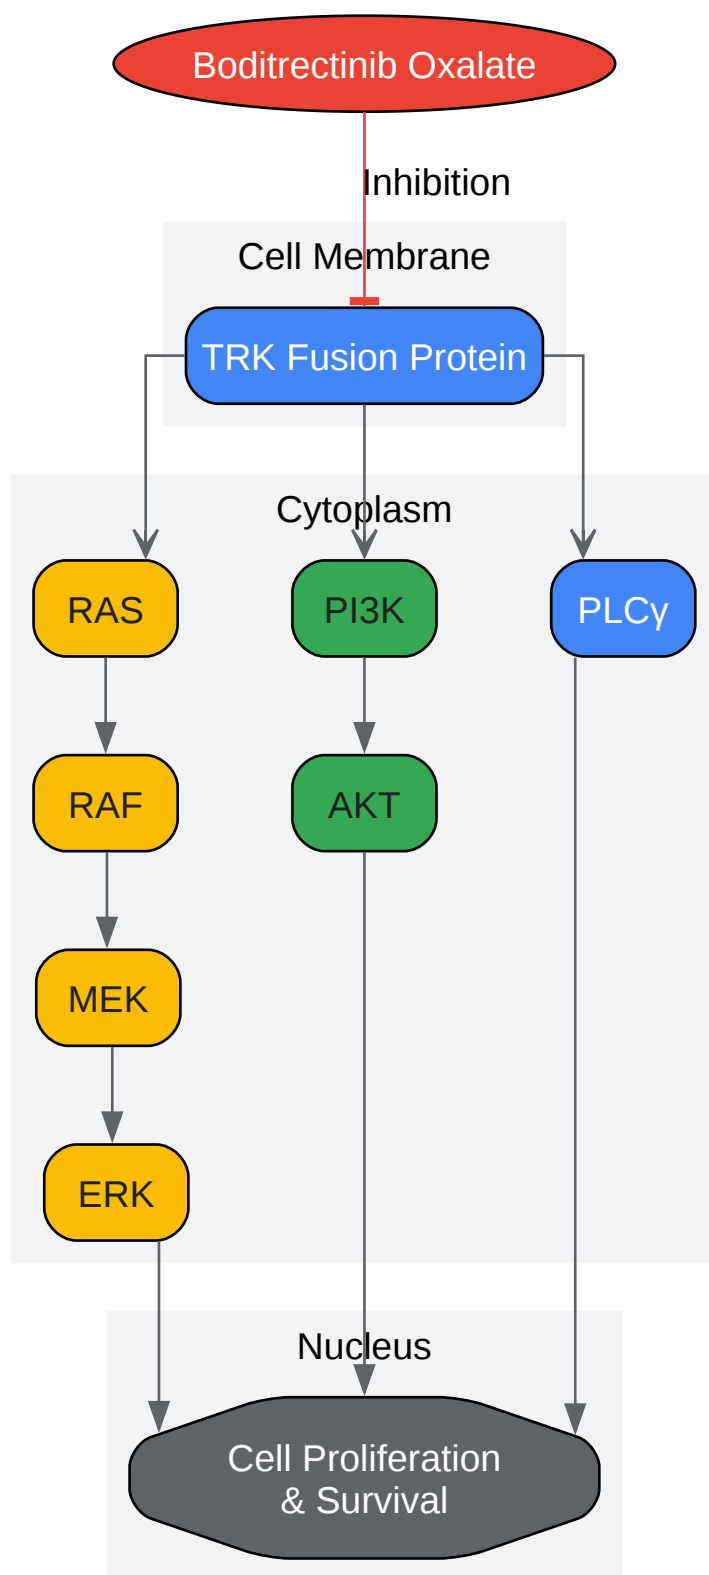 Boditrectinib Oxalate
Inhibition
Cell Membrane
TRK Fusion Protein
Cytoplasm
RAS
PI3K
PLCγ
RAF
AKT
MEK
ERK
Nucleus
Cell Proliferation
& Survival